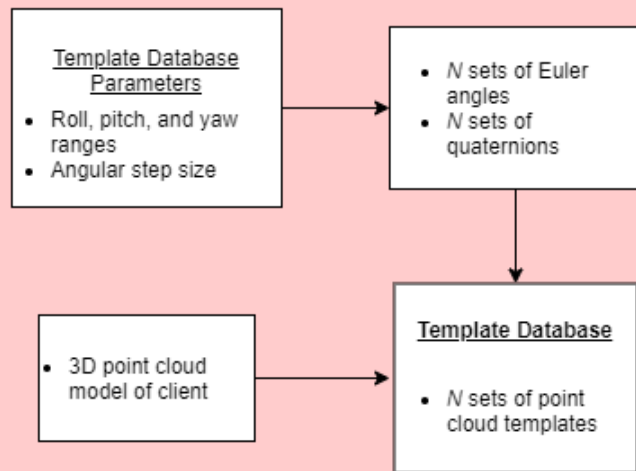 Template Database
Parameters
• Roll, pitch, and yaw
ranges
• Angular step size
• N sets of Euler
angles
• N sets of
quaternions
• 3D point cloud
model of client
Template Database
• N sets of point
cloud templates